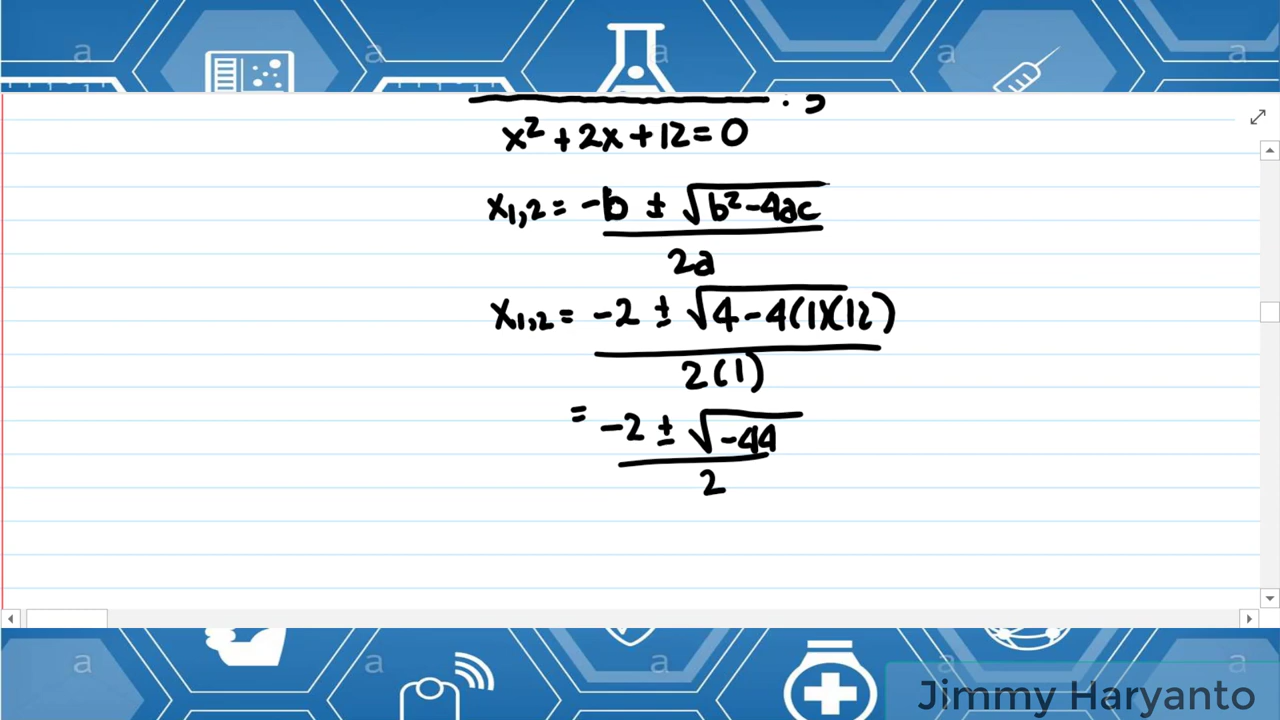 : 3
x² + 2x + 12 = 0
x₁,₂ = -b ± √b² - 4ac
2a
x₁,₂ = -2 ± √4 - 4(1)(12)
2(1)
= -2 ± √-44
2
a a a a a
a a a a
Jimmy Haryanto